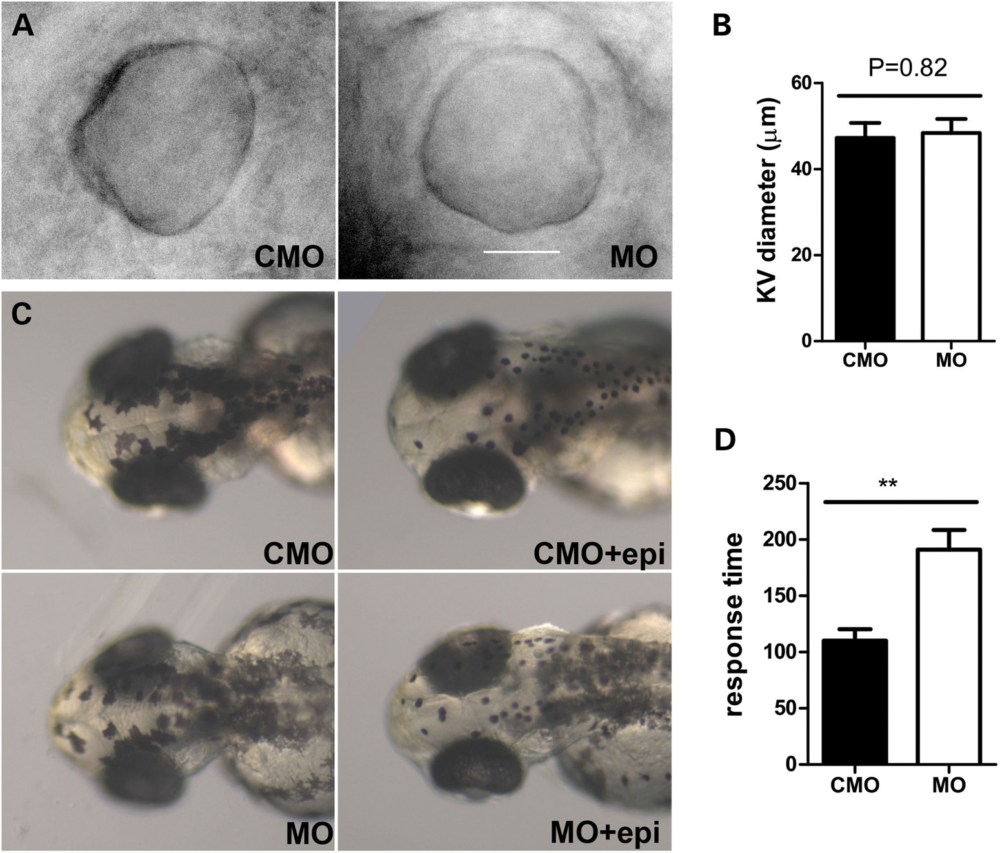 A
CMO
MO
B
P=0.82
KV diameter (μm)
60
40
20
0
CMO
MO
C
CMO
CMO+epi
MO
MO+epi
D
**
response time
250
200
150
100
50
0
CMO
MO